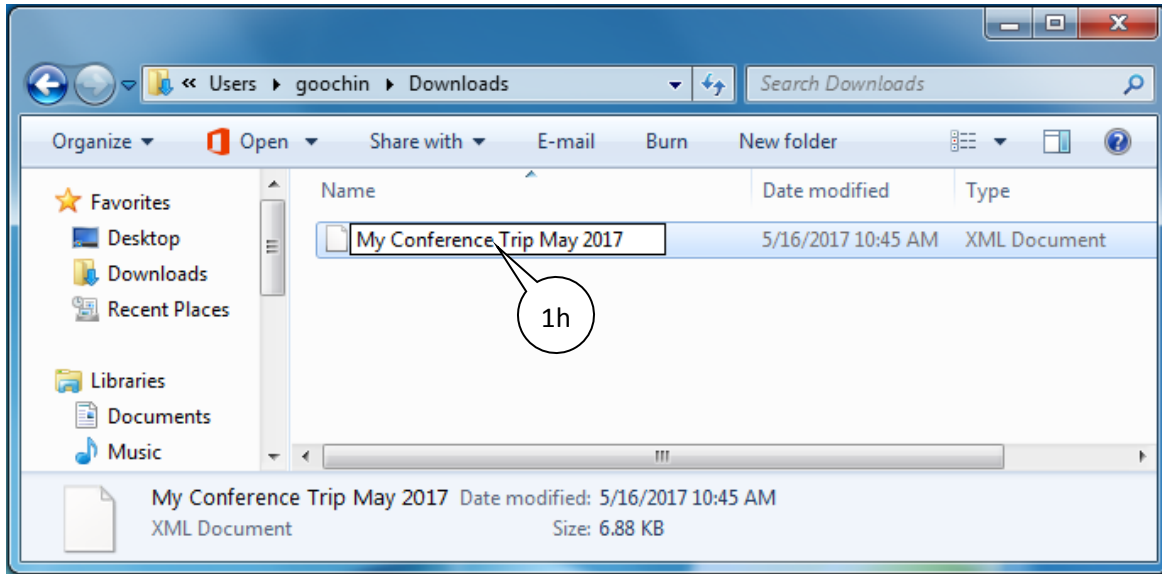 « Users ▸ goochin ▸ Downloads
Search Downloads
Organize Open Share with E-mail Burn New folder
Name Date modified Type
My Conference Trip May 2017 5/16/2017 10:45 AM XML Document
1h
Favorites
Desktop
Downloads
Recent Places
Libraries
Documents
Music
My Conference Trip May 2017 Date modified: 5/16/2017 10:45 AM
XML Document Size: 6.88 KB